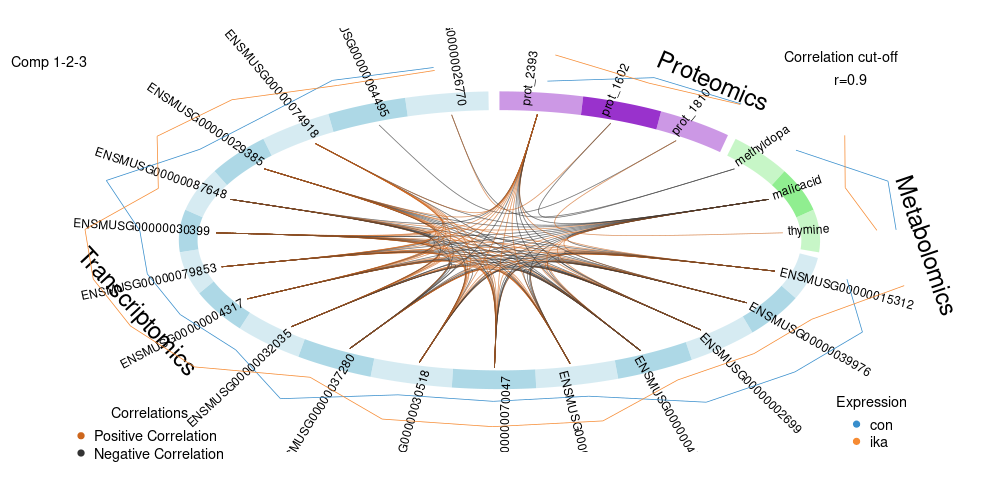 Comp 1-2-3
Correlation cut-off
r=0.9
Proteomics
Metabolomics
Transcriptomics
prot_2393
prot_1602
prot_1810
methyldopa
malicacid
thymine
ENSMUSG00000015312
ENSMUSG00000039976
ENSMUSG00000002699
ENSMUSG0000004
ENSMUSG000
00000070047
G00000030518
MUSG00000037280
ENSMUSG00000032035
ENSMUSG00000004317
ENSMUSG00000079853
ENSMUSG00000030399
ENSMUSG00000087648
ENSMUSG00000029385
ENSMUSG00000074918
USG00000064495
00000026770
Correlations
Positive Correlation
Negative Correlation
Expression
con
ika